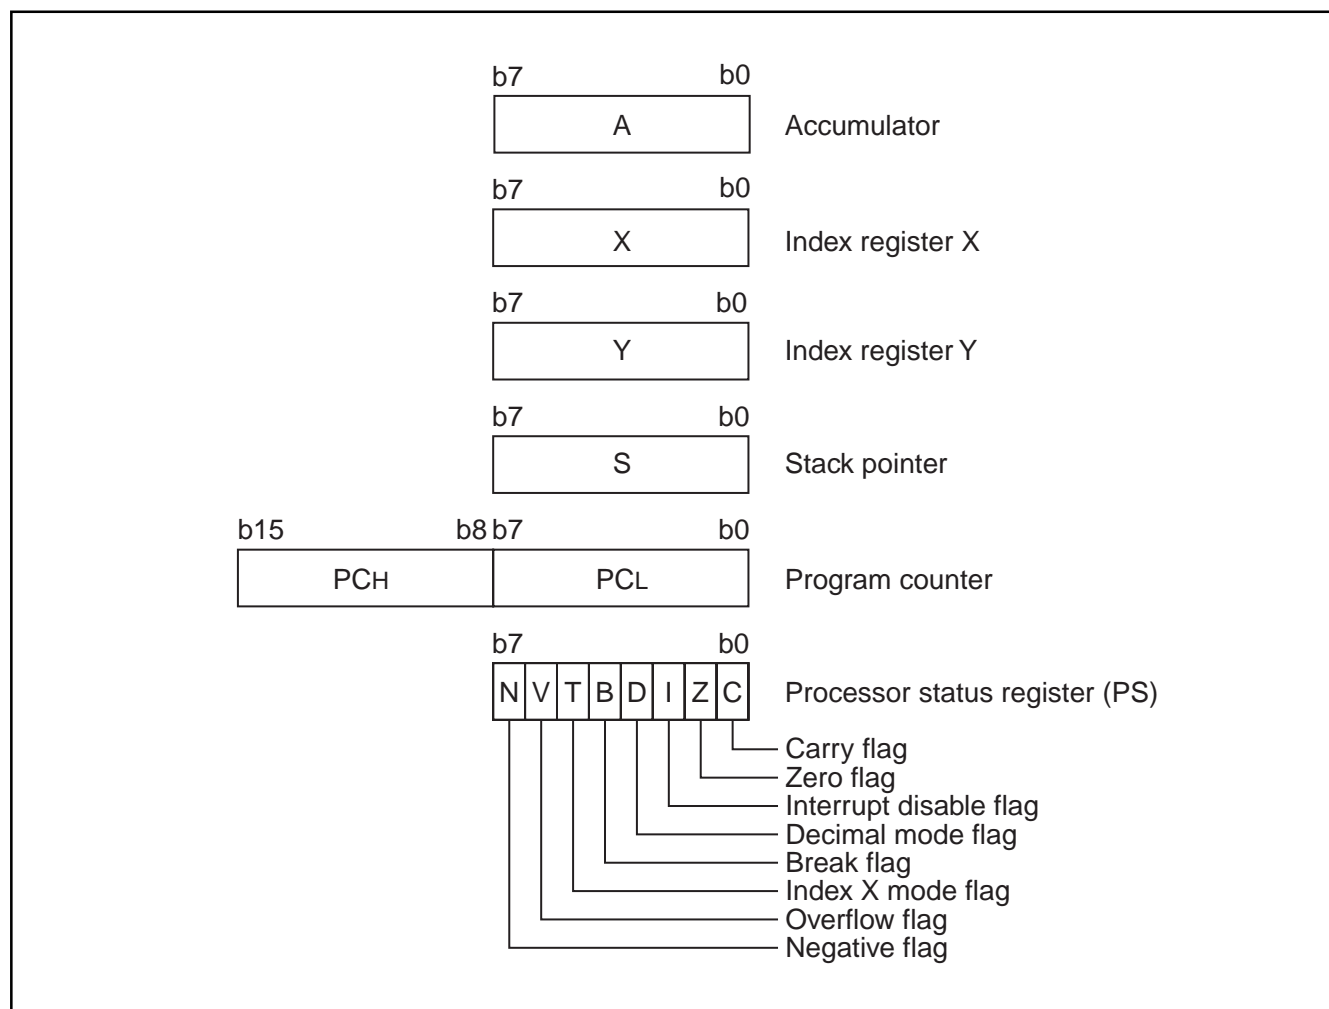 b7 b0
A Accumulator
b7 b0
X Index register X
b7 b0
Y Index register Y
b7 b0
S Stack pointer
b15 b8 b7 b0
PCH PCL Program counter
b7 b0
N V T B D I Z C Processor status register (PS)
Carry flag
Zero flag
Interrupt disable flag
Decimal mode flag
Break flag
Index X mode flag
Overflow flag
Negative flag